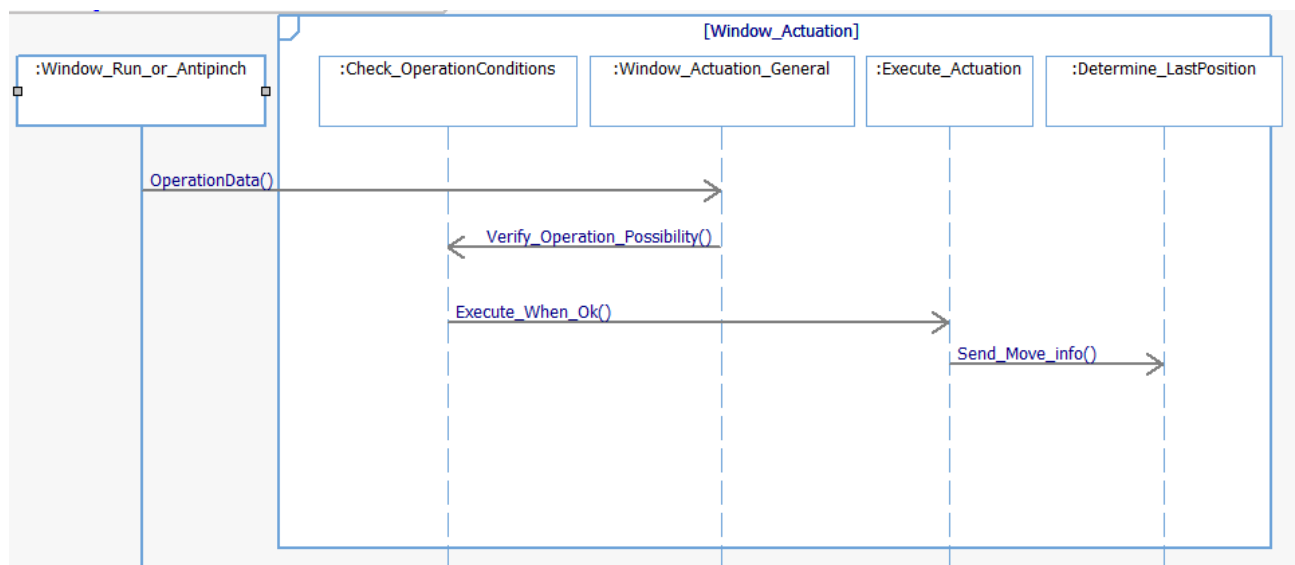 [Window_Actuation]
:Window_Run_or_Antipinch
:Check_OperationConditions
:Window_Actuation_General
:Execute_Actuation
:Determine_LastPosition
OperationData()
Verify_Operation_Possibility()
Execute_When_Ok()
Send_Move_info()